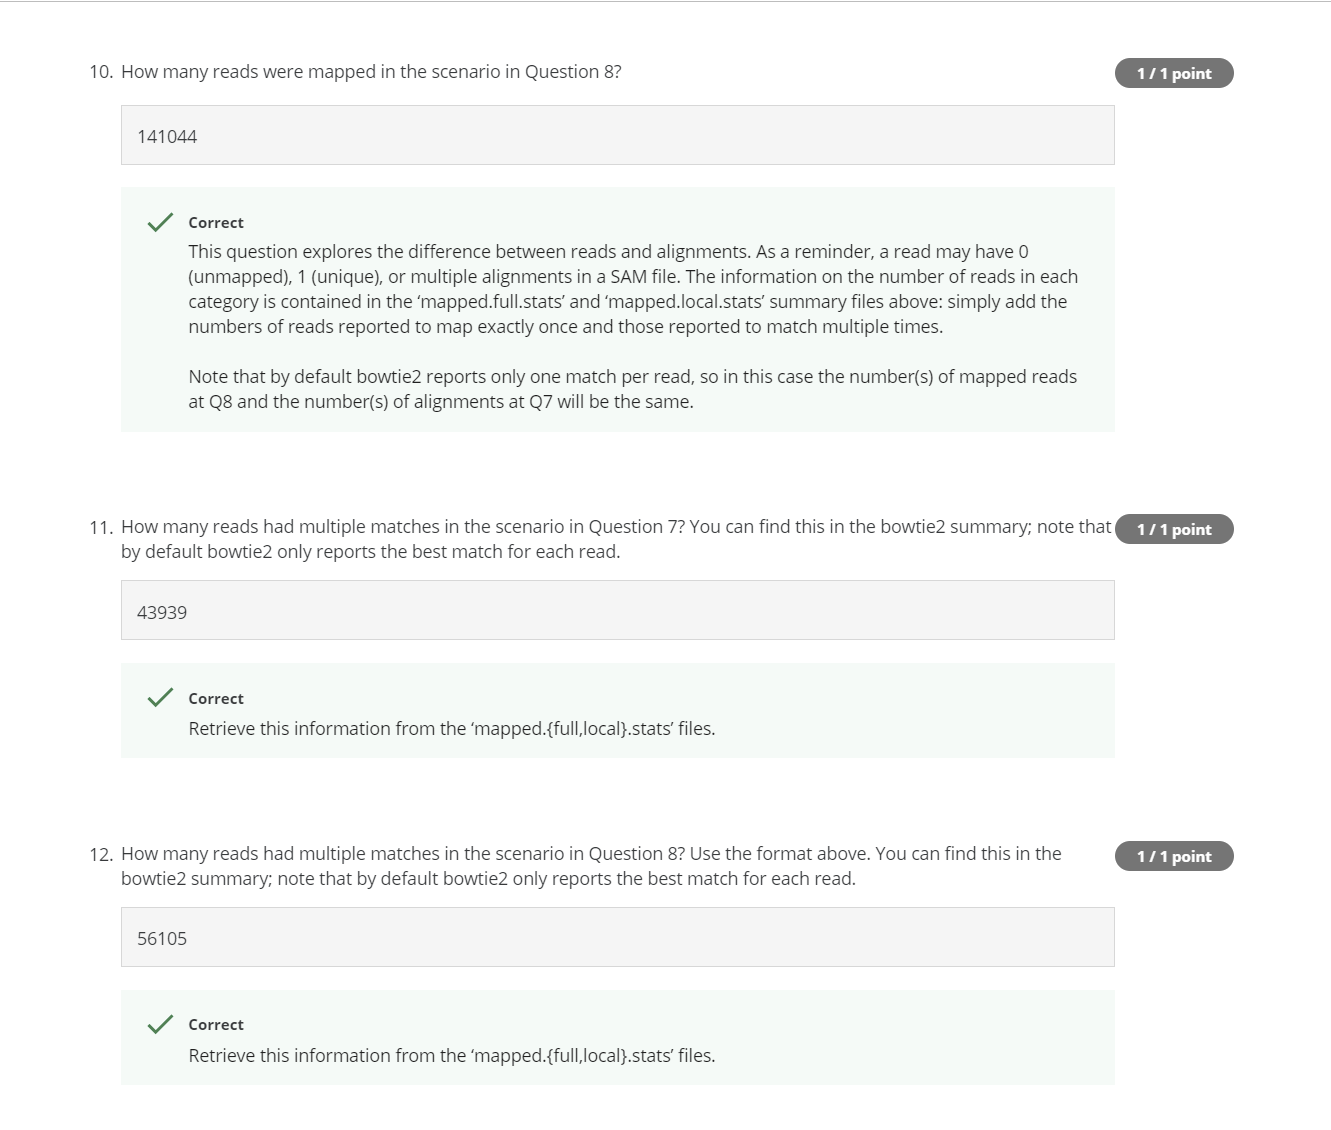 10. How many reads were mapped in the scenario in Question 8?
1 / 1 point
141044
Correct
This question explores the difference between reads and alignments. As a reminder, a read may have 0
(unmapped), 1 (unique), or multiple alignments in a SAM file. The information on the number of reads in each
category is contained in the ‘mapped.full.stats’ and ‘mapped.local.stats’ summary files above: simply add the
numbers of reads reported to map exactly once and those reported to match multiple times.
Note that by default bowtie2 reports only one match per read, so in this case the number(s) of mapped reads
at Q8 and the number(s) of alignments at Q7 will be the same.
11. How many reads had multiple matches in the scenario in Question 7? You can find this in the bowtie2 summary; note that
1 / 1 point
by default bowtie2 only reports the best match for each read.
43939
Correct
Retrieve this information from the ‘mapped.{full,local}.stats’ files.
12. How many reads had multiple matches in the scenario in Question 8? Use the format above. You can find this in the
1 / 1 point
bowtie2 summary; note that by default bowtie2 only reports the best match for each read.
56105
Correct
Retrieve this information from the ‘mapped.{full,local}.stats’ files.